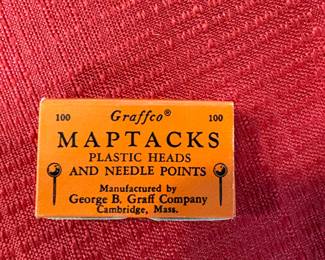 100 Graffco® 100
MAPTACKS
PLASTIC HEADS
AND NEEDLE POINTS
Manufactured by
George B. Graff Company
Cambridge, Mass.